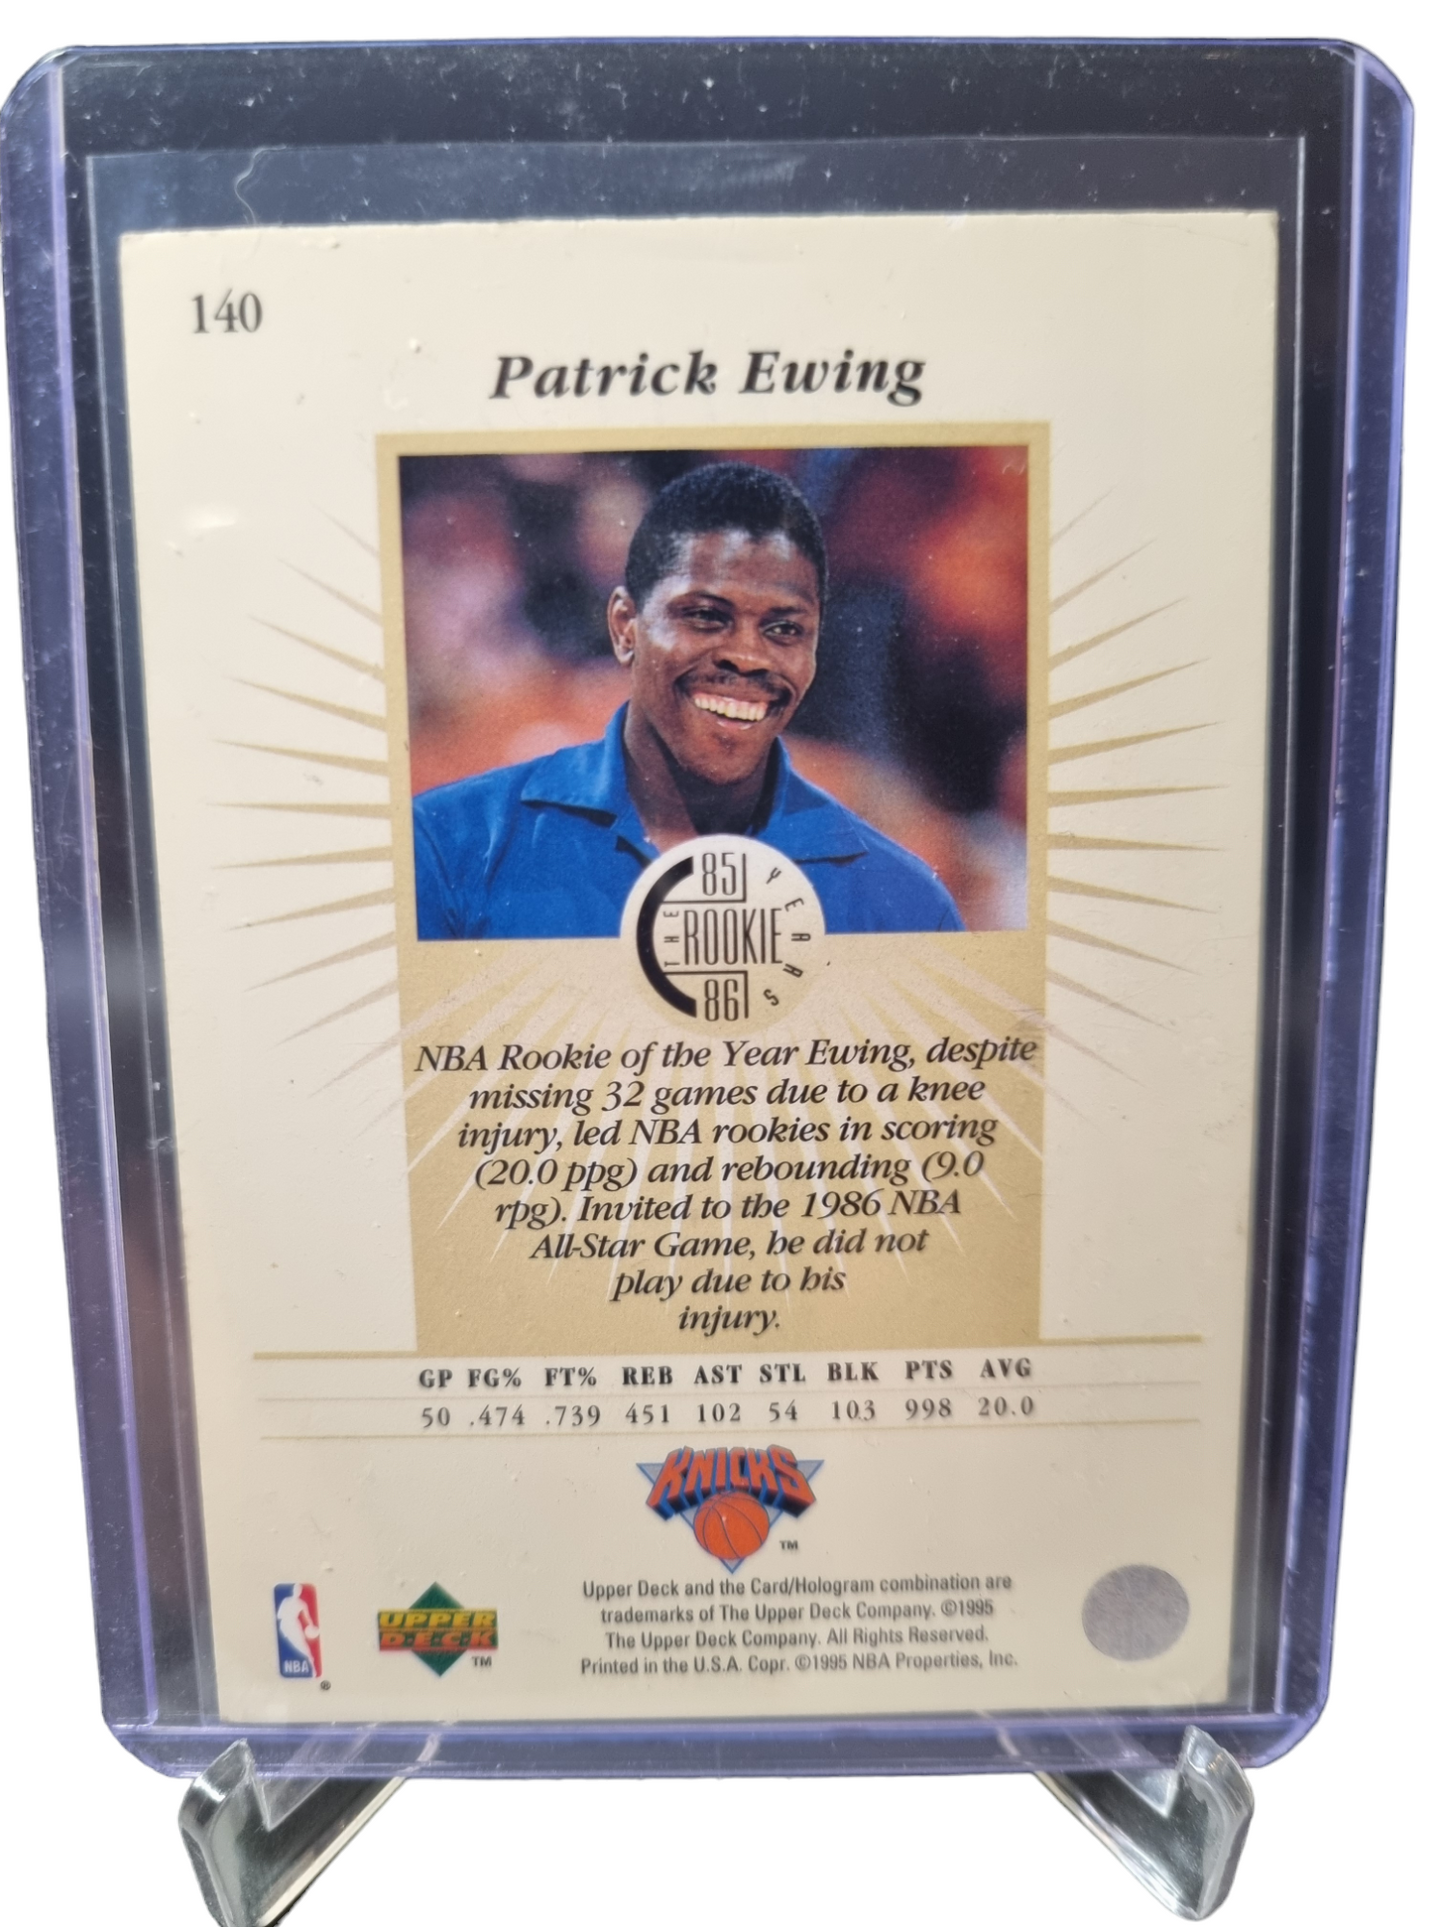 140
Patrick Ewing
85
THE ROOKIE YEARS
86
NBA Rookie of the Year Ewing, despite
missing 32 games due to a knee
injury, led NBA rookies in scoring
(20.0 ppg) and rebounding (9.0
rpg). Invited to the 1986 NBA
All-Star Game, he did not
play due to his
injury.
GP FG% FT% REB AST STL BLK PTS AVG
50 .474 .739 451 102 54 103 998 20.0
KNICKS
TM
Upper Deck and the Card/Hologram combination are
trademarks of The Upper Deck Company. ©1995
The Upper Deck Company. All Rights Reserved.
Printed in the U.S.A. Copr. ©1995 NBA Properties, Inc.
NBA
®
UPPER
DECK
TM